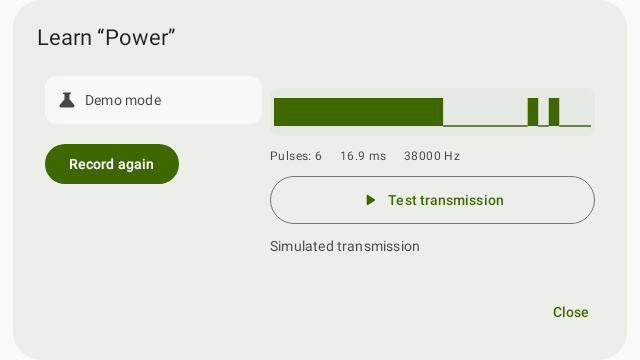 Learn “Power”
Demo mode
Record again
Pulses: 6 16.9 ms 38000 Hz
Test transmission
Simulated transmission
Close